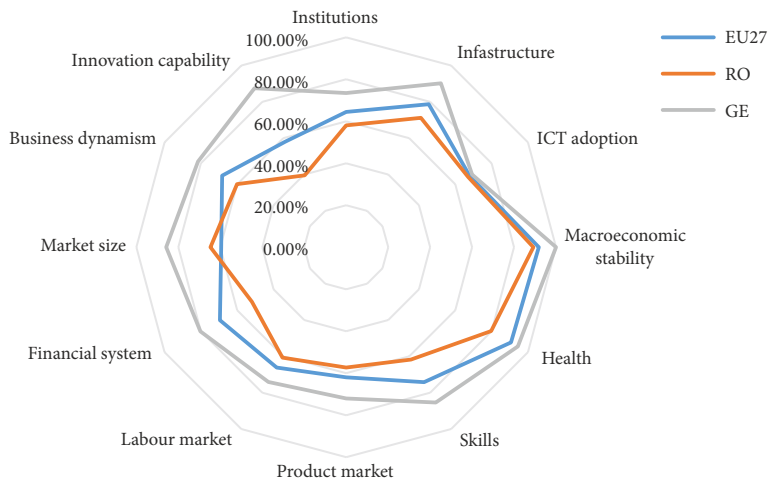 Institutions
Infastructure
ICT adoption
Macroeconomic
stability
Health
Skills
Product market
Labour market
Financial system
Market size
Business dynamism
Innovation capability
100.00%
80.00%
60.00%
40.00%
20.00%
0.00%
EU27
RO
GE